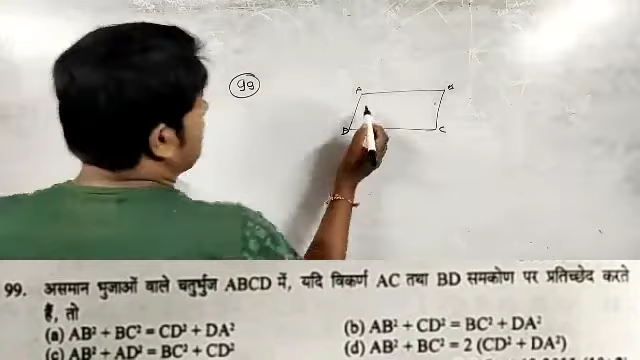 99
A B
D C
99. असमान भुजाओं वाले चतुर्भुज ABCD में, यदि विकर्ण AC तथा BD समकोण पर प्रतिच्छेद करते
हैं, तो
(a) AB² + BC² = CD² + DA² (b) AB² + CD² = BC² + DA²
(c) AB² + AD² = BC² + CD² (d) AB² + BC² = 2 (CD² + DA²)